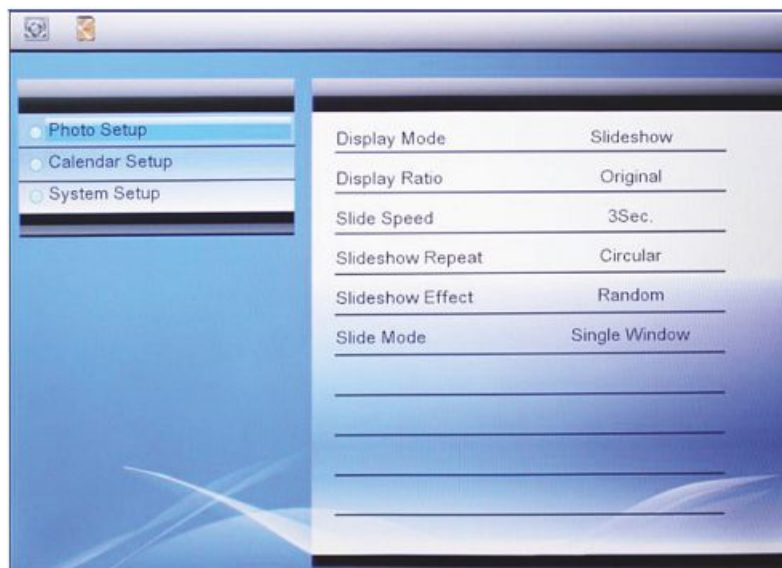 Photo Setup
Calendar Setup
System Setup
Display Mode Slideshow
Display Ratio Original
Slide Speed 3Sec.
Slideshow Repeat Circular
Slideshow Effect Random
Slide Mode Single Window